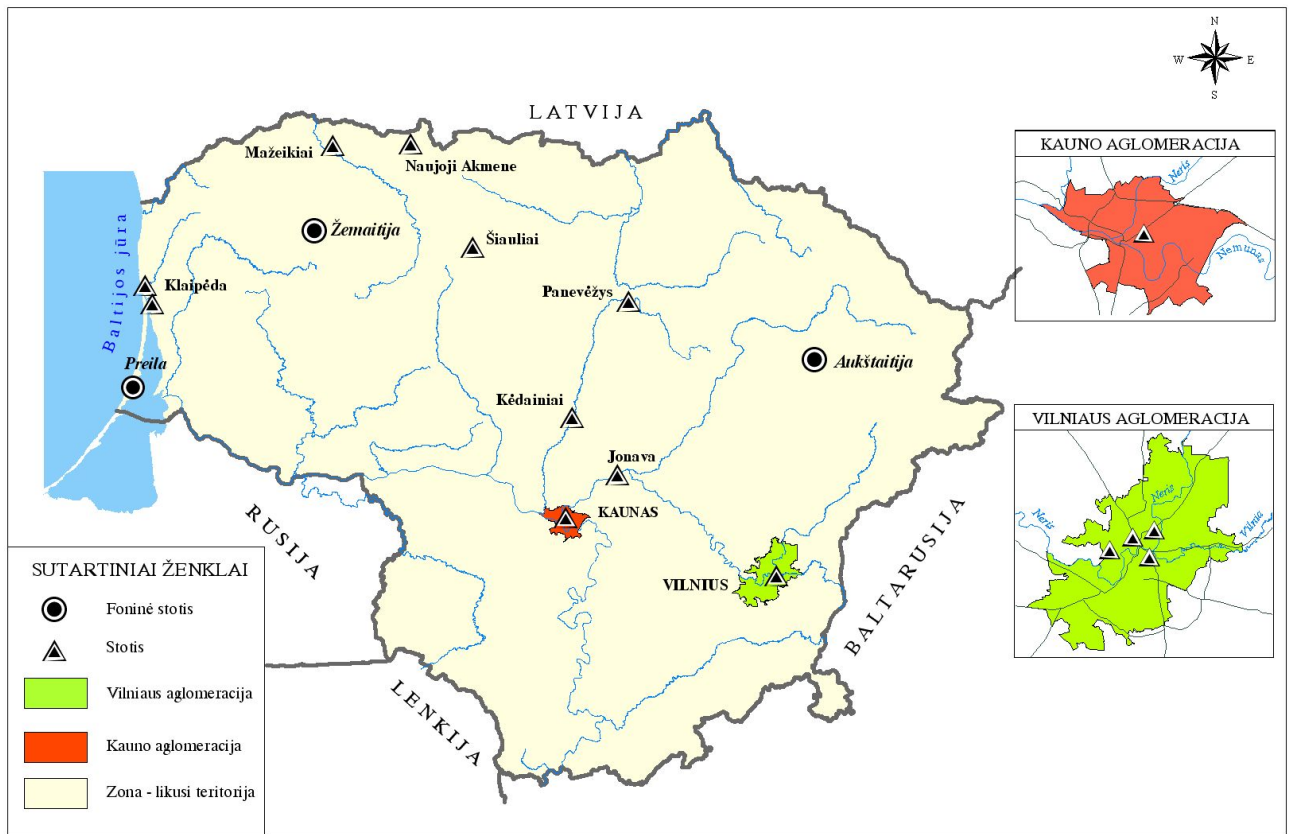 N
W
E
S
LATVIJA
Mažeikiai
Naujoji Akmene
Žemaitija
Šiauliai
Baltijos jūra
Klaipėda
Panevėžys
Preila
Aukštaitija
Kėdainiai
Jonava
KAUNAS
VILNIUS
RUSIJA
BALTARUSIJA
LENKIJA
KAUNO AGLOMERACIJA
Neris
Nemunas
VILNIAUS AGLOMERACIJA
Neris
Neris
Vilnia
SUTARTINIAI ŽENKLAI
Foninė stotis
Stotis
Vilniaus aglomeracija
Kauno aglomeracija
Zona - likusi teritorija